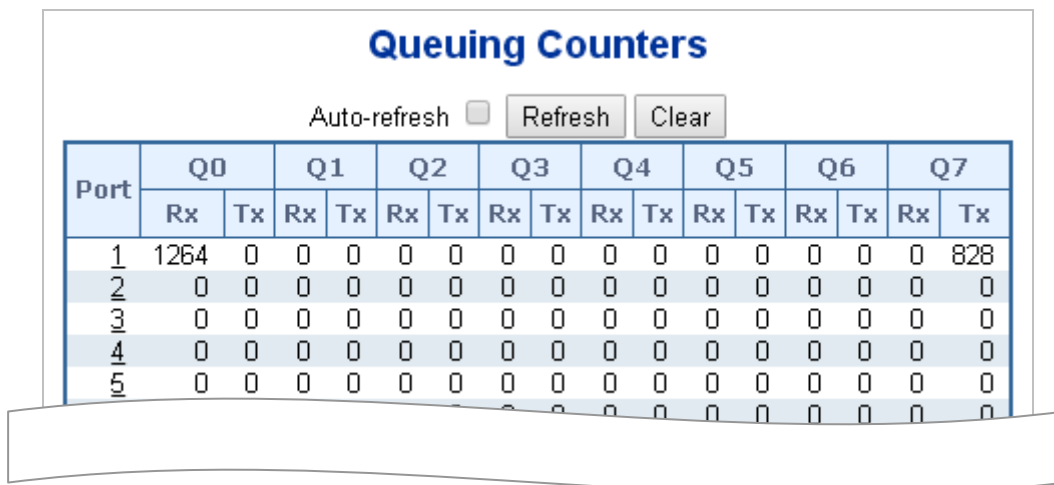 Queuing Counters
Auto-refresh Refresh Clear
Port Q0 Q1 Q2 Q3 Q4 Q5 Q6 Q7
Rx Tx Rx Tx Rx Tx Rx Tx Rx Tx Rx Tx Rx Tx Rx Tx
1 1264 0 0 0 0 0 0 0 0 0 0 0 0 0 0 828
2 0 0 0 0 0 0 0 0 0 0 0 0 0 0 0 0
3 0 0 0 0 0 0 0 0 0 0 0 0 0 0 0 0
4 0 0 0 0 0 0 0 0 0 0 0 0 0 0 0 0
5 0 0 0 0 0 0 0 0 0 0 0 0 0 0 0 0